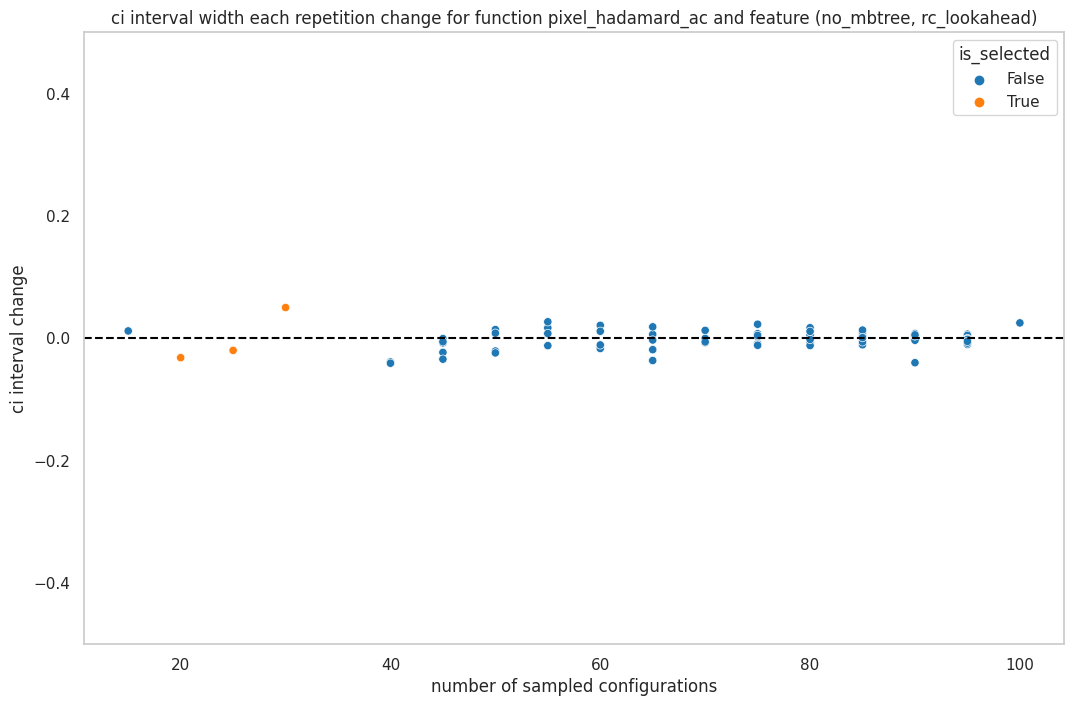 ci interval width each repetition change for function pixel_hadamard_ac and feature (no_mbtree, rc_lookahead)
is_selected
False
True
0.4
0.2
0.0
−0.2
−0.4
ci interval change
20
40
60
80
100
number of sampled configurations